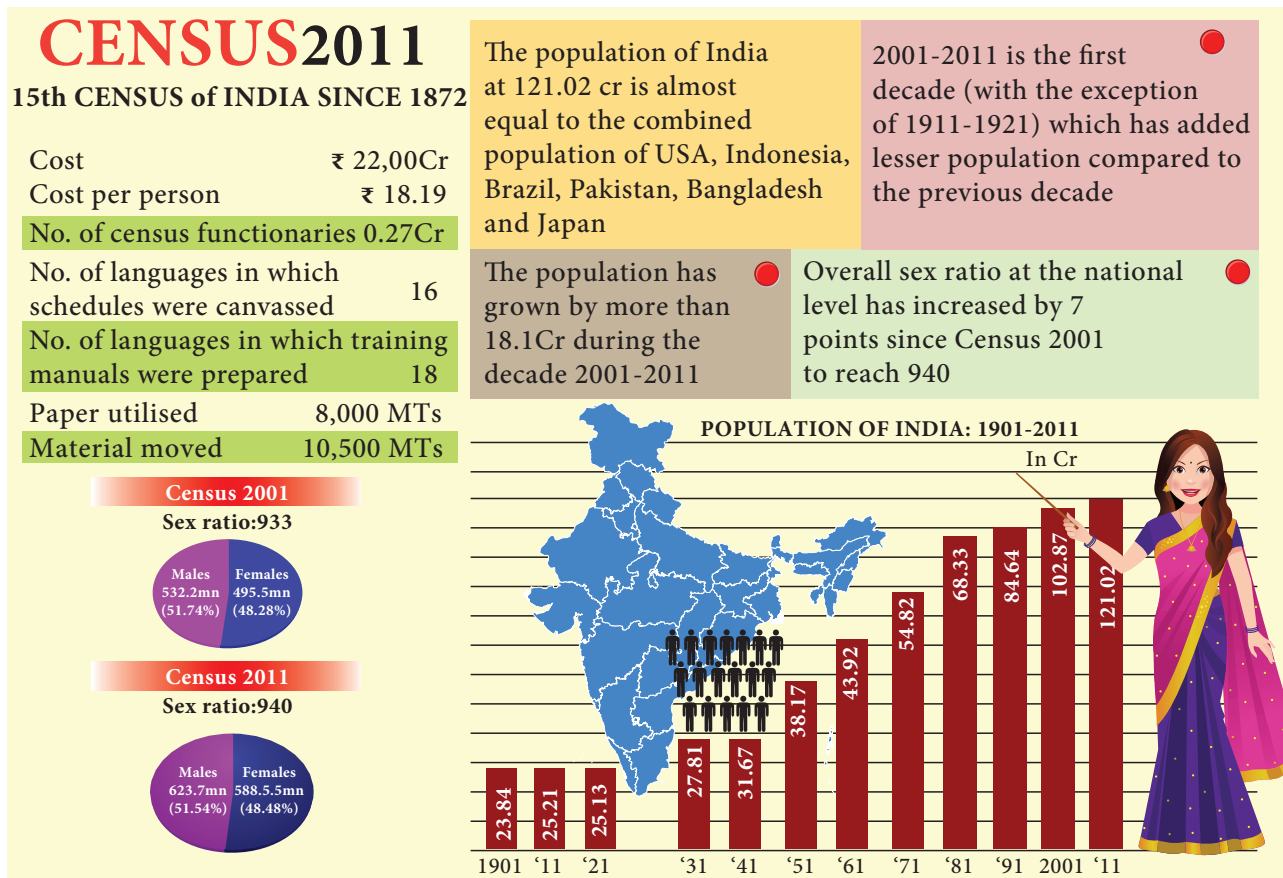 CENSUS2011
15th CENSUS of INDIA SINCE 1872
Cost ₹ 22,00Cr
Cost per person ₹ 18.19
No. of census functionaries 0.27Cr
No. of languages in which
schedules were canvassed 16
No. of languages in which training
manuals were prepared 18
Paper utilised 8,000 MTs
Material moved 10,500 MTs
Census 2001
Sex ratio:933
Males
532.2mn
(51.74%)
Females
495.5mn
(48.28%)
Census 2011
Sex ratio:940
Males
623.7mn
(51.54%)
Females
588.5.5mn
(48.48%)
The population of India
at 121.02 cr is almost
equal to the combined
population of USA, Indonesia,
Brazil, Pakistan, Bangladesh
and Japan
2001-2011 is the first
decade (with the exception
of 1911-1921) which has added
lesser population compared to
the previous decade
The population has
grown by more than
18.1Cr during the
decade 2001-2011
Overall sex ratio at the national
level has increased by 7
points since Census 2001
to reach 940
POPULATION OF INDIA: 1901-2011
In Cr
23.84
25.21
25.13
27.81
31.67
38.17
43.92
54.82
68.33
84.64
102.87
121.02
1901 ‘11 ‘21 ‘31 ‘41 ‘51 ‘61 ‘71 ‘81 ‘91 2001 ‘11